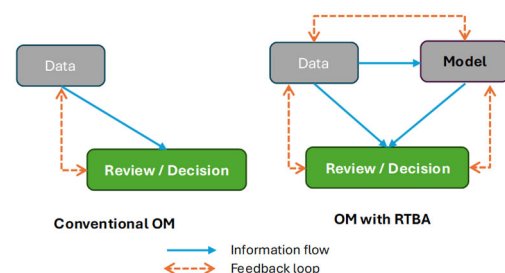 Data
Review / Decision
Conventional OM
Data
Model
Review / Decision
OM with RTBA
Information flow
Feedback loop